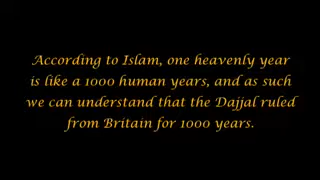 According to Islam, one heavenly year
is like a 1000 human years, and as such
we can understand that the Dajjal ruled
from Britain for 1000 years.